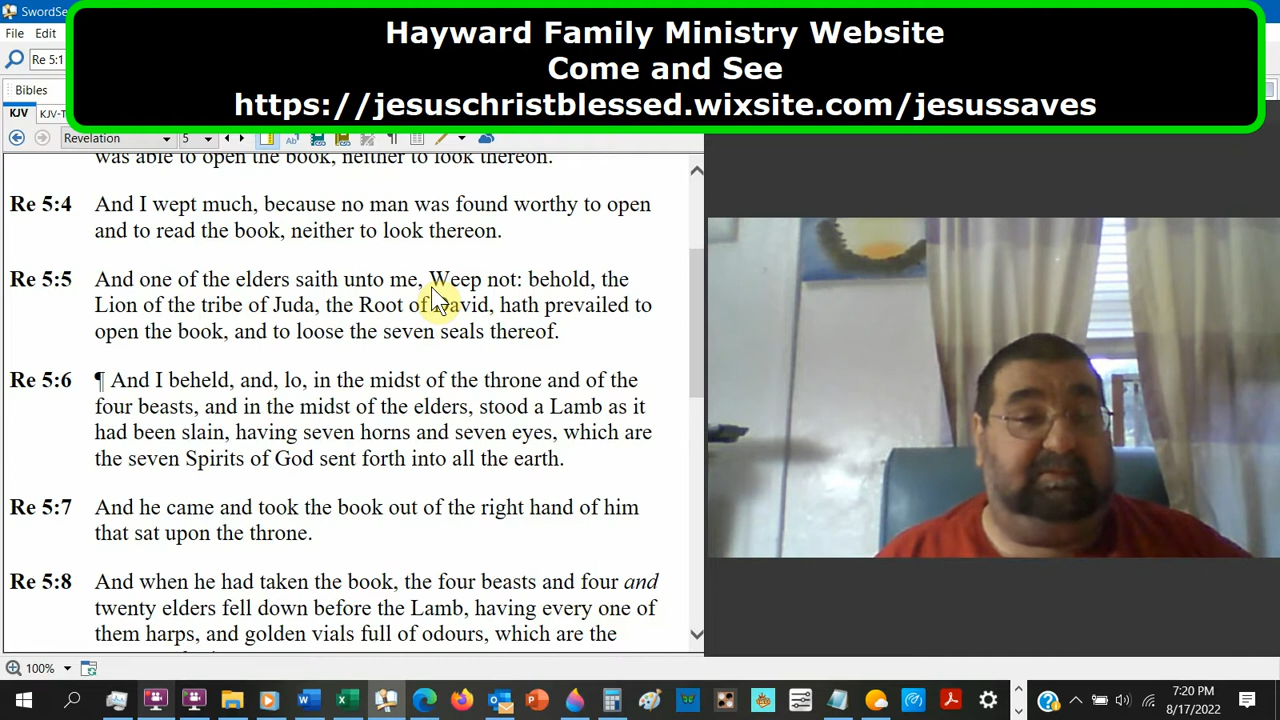 SwordSe
Hayward Family Ministry Website
Come and See
https://jesuschristblessed.wixsite.com/jesussaves
File Edit
Re 5:1
Bibles
KJV KJV-T
Revelation 5
was able to open the book, neither to look thereon.
Re 5:4 And I wept much, because no man was found worthy to open
and to read the book, neither to look thereon.
Re 5:5 And one of the elders saith unto me, Weep not: behold, the
Lion of the tribe of Juda, the Root of David, hath prevailed to
open the book, and to loose the seven seals thereof.
Re 5:6 ¶ And I beheld, and, lo, in the midst of the throne and of the
four beasts, and in the midst of the elders, stood a Lamb as it
had been slain, having seven horns and seven eyes, which are
the seven Spirits of God sent forth into all the earth.
Re 5:7 And he came and took the book out of the right hand of him
that sat upon the throne.
Re 5:8 And when he had taken the book, the four beasts and four and
twenty elders fell down before the Lamb, having every one of
them harps, and golden vials full of odours, which are the
100%
7:20 PM
8/17/2022